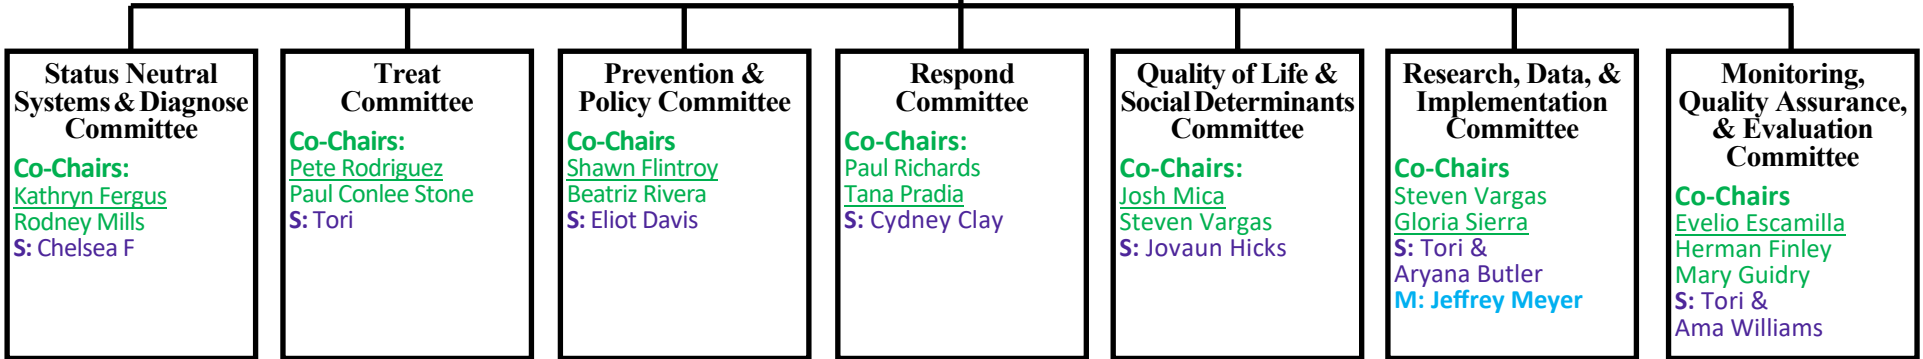 Status Neutral
Systems & Diagnose
Committee
Co-Chairs:
Kathryn Fergus
Rodney Mills
S: Chelsea F
Treat
Committee
Co-Chairs:
Pete Rodriguez
Paul Conlee Stone
S: Tori
Prevention &
Policy Committee
Co-Chairs
Shawn Flintroy
Beatriz Rivera
S: Eliot Davis
Respond
Committee
Co-Chairs:
Paul Richards
Tana Pradia
S: Cydney Clay
Quality of Life &
Social Determinants
Committee
Co-Chairs:
Josh Mica
Steven Vargas
S: Jovaun Hicks
Research, Data, &
Implementation
Committee
Co-Chairs
Steven Vargas
Gloria Sierra
S: Tori &
Aryana Butler
M: Jeffrey Meyer
Monitoring,
Quality Assurance,
& Evaluation
Committee
Co-Chairs
Evelio Escamilla
Herman Finley
Mary Guidry
S: Tori &
Ama Williams